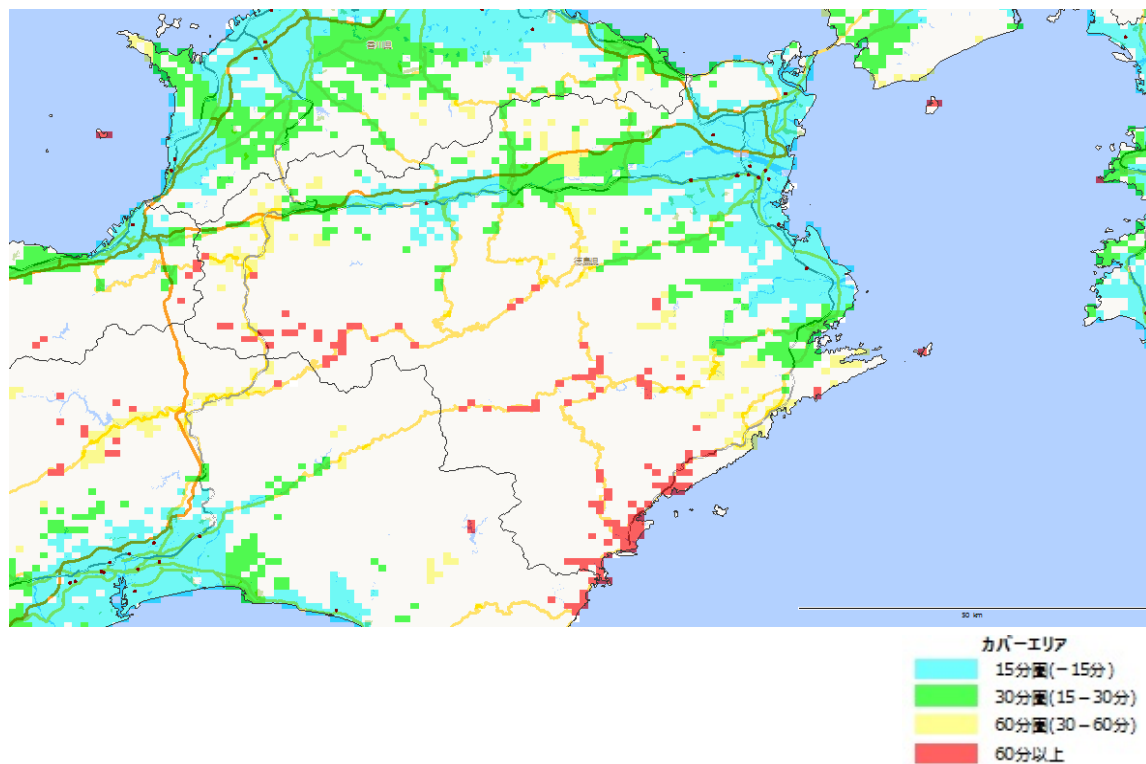 香川県
徳島県
50 km
カバーエリア
15分圏(－15分)
30分圏(15－30分)
60分圏(30－60分)
60分以上